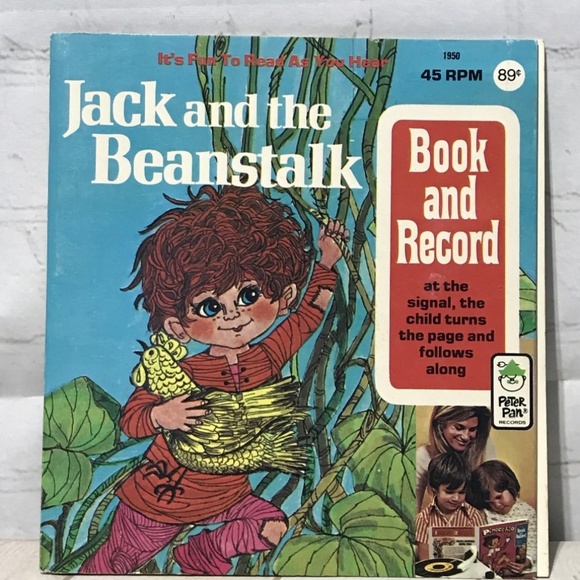 It's Fun To Read As You Hear
1950
45 RPM
89¢
Jack and the
Beanstalk
Book
and
Record
at the
signal, the
child turns
the page and
follows
along
PETER
PAN®
RECORDS
PINOCCHIO